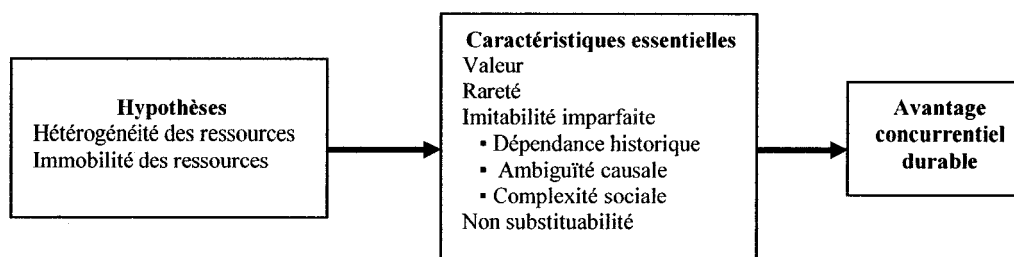 Hypothèses
Hétérogénéité des ressources
Immobilité des ressources
Caractéristiques essentielles
Valeur
Rareté
Imitabilité imparfaite
▪ Dépendance historique
▪ Ambiguïté causale
▪ Complexité sociale
Non substituabilité
Avantage
concurrentiel
durable